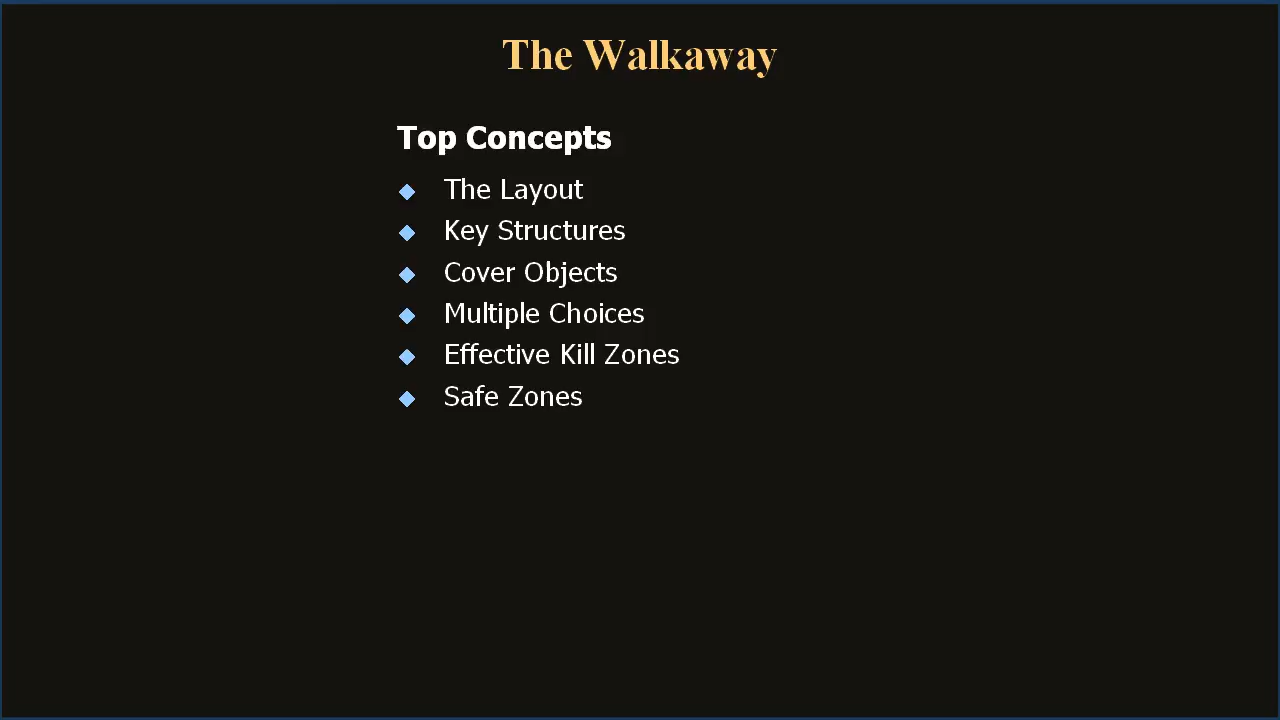 The Walkaway
Top Concepts
The Layout
Key Structures
Cover Objects
Multiple Choices
Effective Kill Zones
Safe Zones